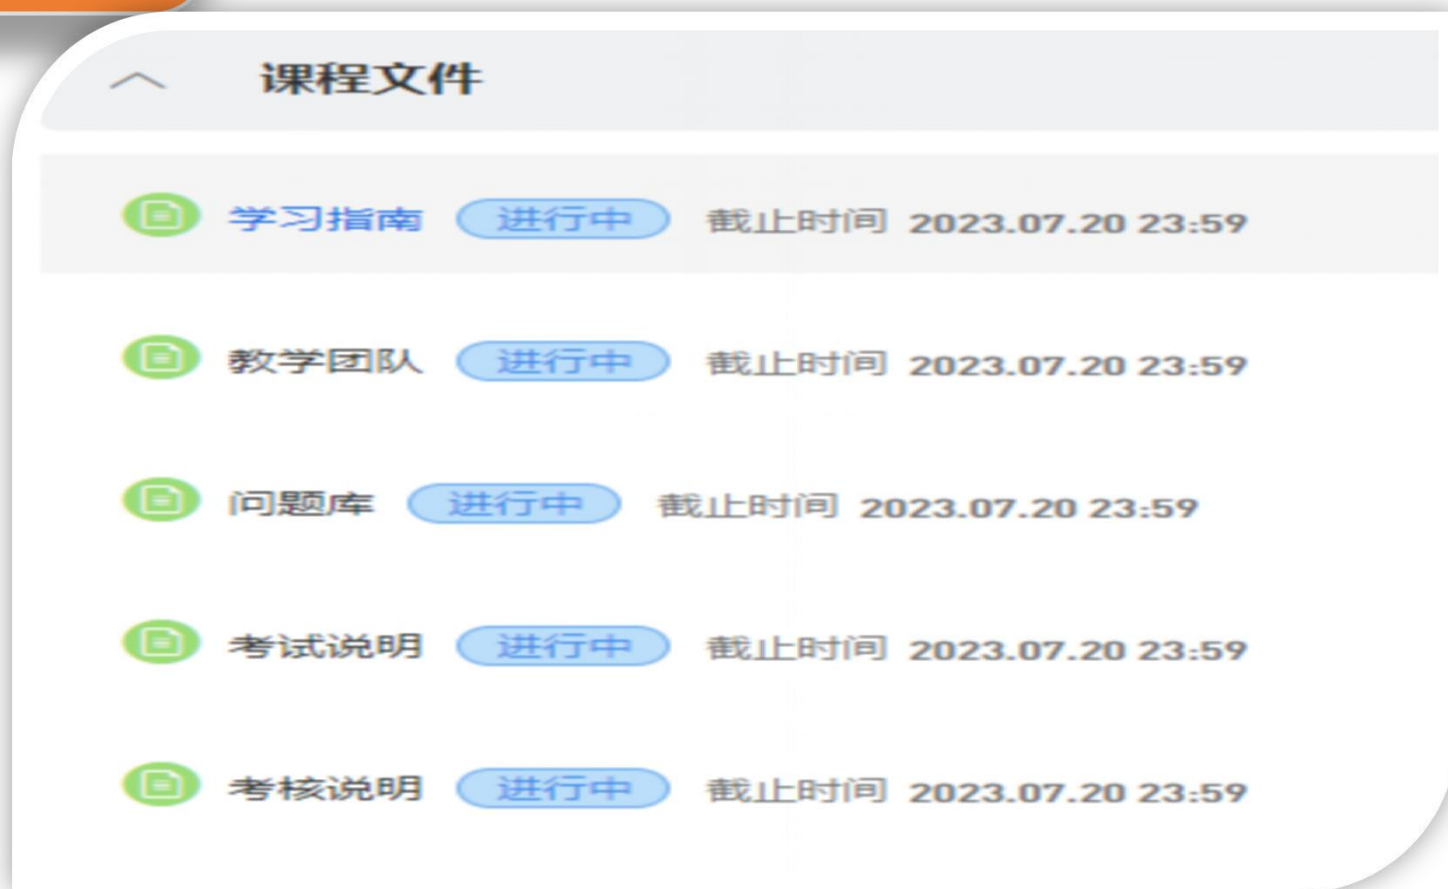 课程文件
学习指南 进行中 截止时间 2023.07.20 23:59
教学团队 进行中 截止时间 2023.07.20 23:59
问题库 进行中 截止时间 2023.07.20 23:59
考试说明 进行中 截止时间 2023.07.20 23:59
考核说明 进行中 截止时间 2023.07.20 23:59